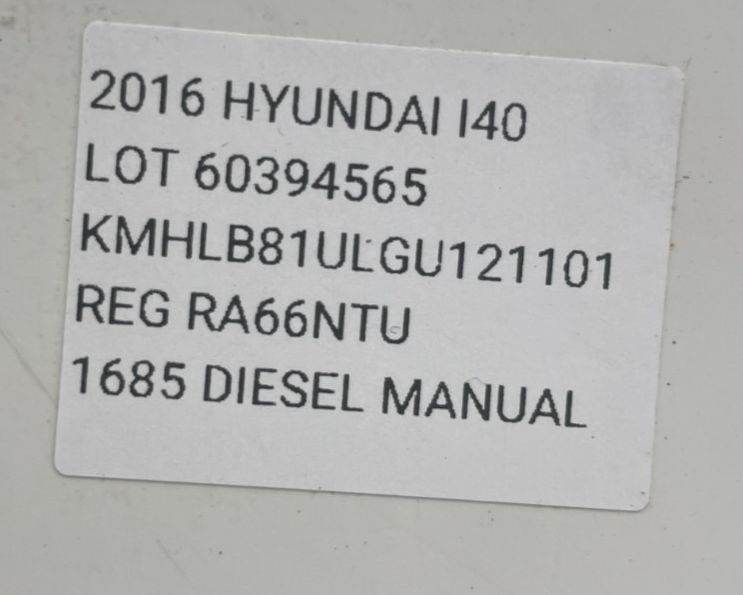 2016 HYUNDAI I40
LOT 60394565
KMHLB81ULGU121101
REG RA66NTU
1685 DIESEL MANUAL